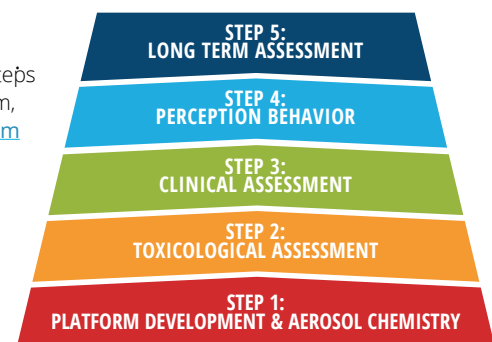 STEP 5:
LONG TERM ASSESSMENT
STEP 4:
PERCEPTION BEHAVIOR
STEP 3:
CLINICAL ASSESSMENT
STEP 2:
TOXICOLOGICAL ASSESSMENT
STEP 1:
PLATFORM DEVELOPMENT & AEROSOL CHEMISTRY